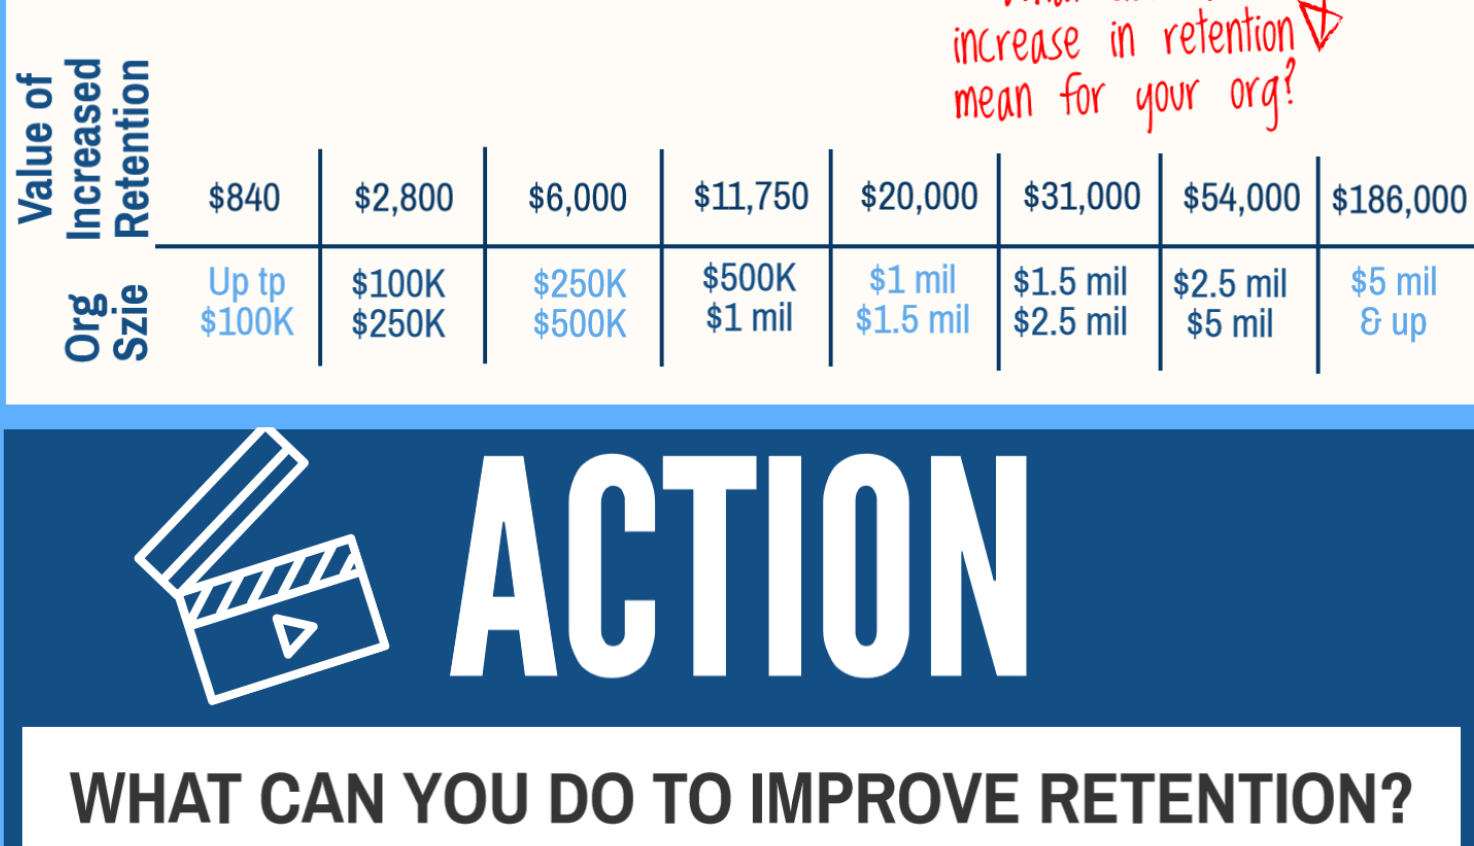 increase in retention
mean for your org?
Value of
Increased
Retention
$840 $2,800 $6,000 $11,750 $20,000 $31,000 $54,000 $186,000
Org
Szie
Up tp $100K $250K $500K $1 mil $1.5 mil $2.5 mil $5 mil
$100K $250K $500K $1 mil $1.5 mil $2.5 mil $5 mil & up
ACTION
WHAT CAN YOU DO TO IMPROVE RETENTION?